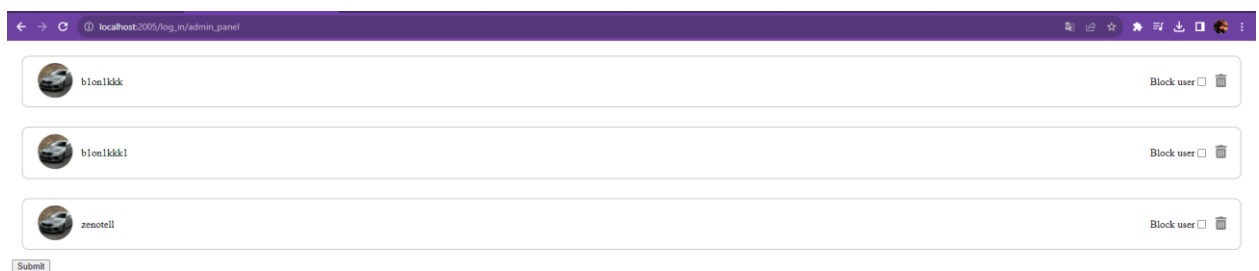 localhost:2005/log_in/admin_panel
b1on1kkk Block user
b1on1kkk1 Block user
zenotell Block user
Submit